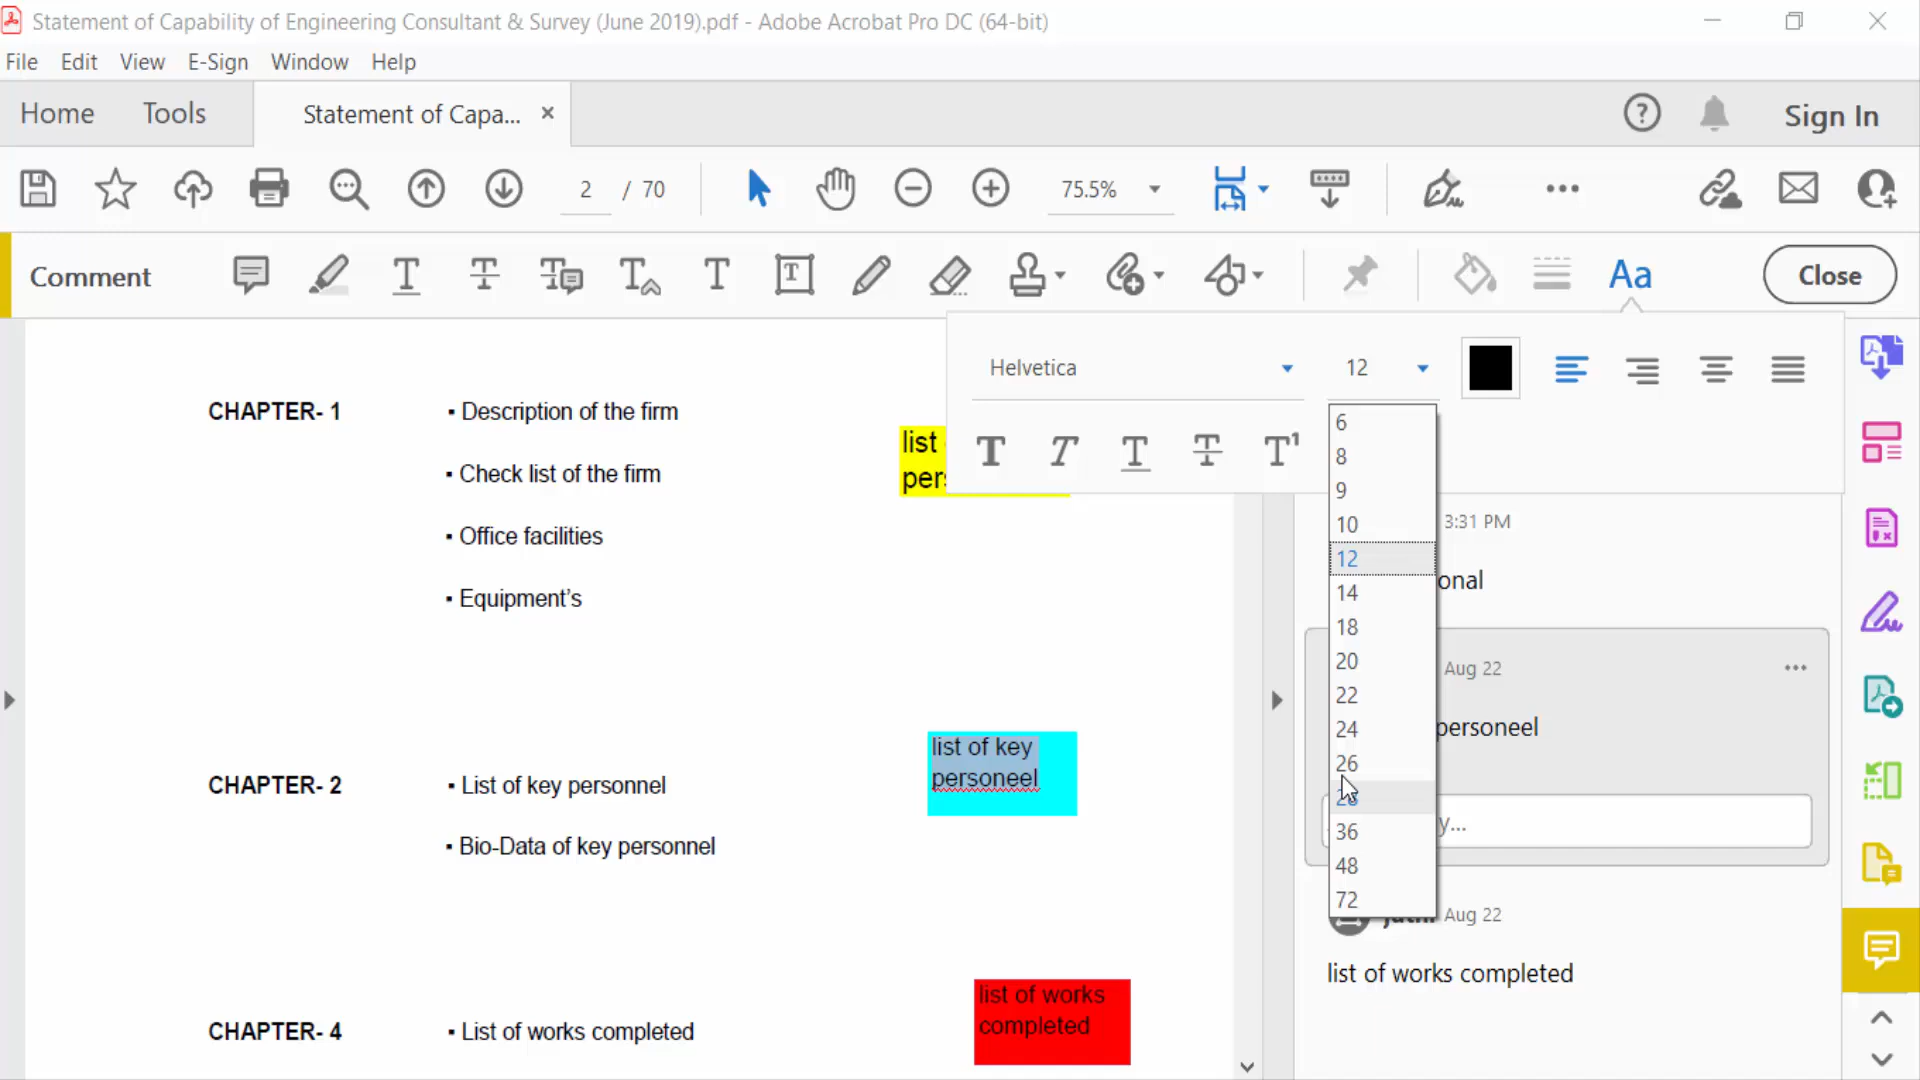 Statement of Capability of Engineering Consultant & Survey (June 2019).pdf - Adobe Acrobat Pro DC (64-bit)
File Edit View E-Sign Window Help
Home Tools Statement of Capa... × Sign In
2 / 70 75.5%
Comment Aa Close
Helvetica 12
6
8
9
10
12
14
18
20
22
24
26
28
36
48
72
CHAPTER- 1 ▪ Description of the firm
▪ Check list of the firm
▪ Office facilities
▪ Equipment's
list
3:31 PM
onal
Aug 22
personeel
y...
CHAPTER- 2 ▪ List of key personnel
▪ Bio-Data of key personnel
list of key
personeel
Aug 22
list of works completed
CHAPTER- 4 ▪ List of works completed
list of works
completed